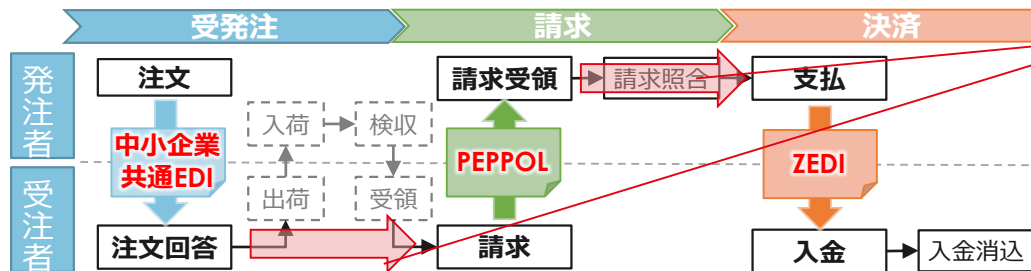 受発注
請求
決済
発注者
注文
請求受領
請求照合
支払
入荷
検収
中小企業
共通EDI
PEPPOL
ZEDI
受注者
出荷
受領
注文回答
請求
入金
入金消込